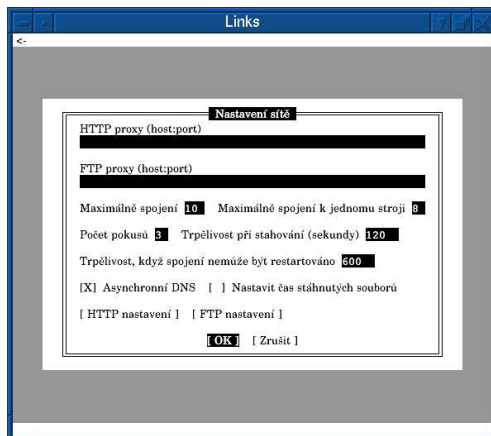 Links
<-
Nastavení sítě
HTTP proxy (host:port)
FTP proxy (host:port)
Maximálně spojení 10 Maximálně spojení k jednomu stroji 8
Počet pokusů 3 Trpělivost při stahování (sekundy) 120
Trpělivost, když spojení nemůže být restartováno 600
[X] Asynchronní DNS [ ] Nastavit čas stáhnutých souborů
[ HTTP nastavení ] [ FTP nastavení ]
[ OK ] [ Zrušit ]